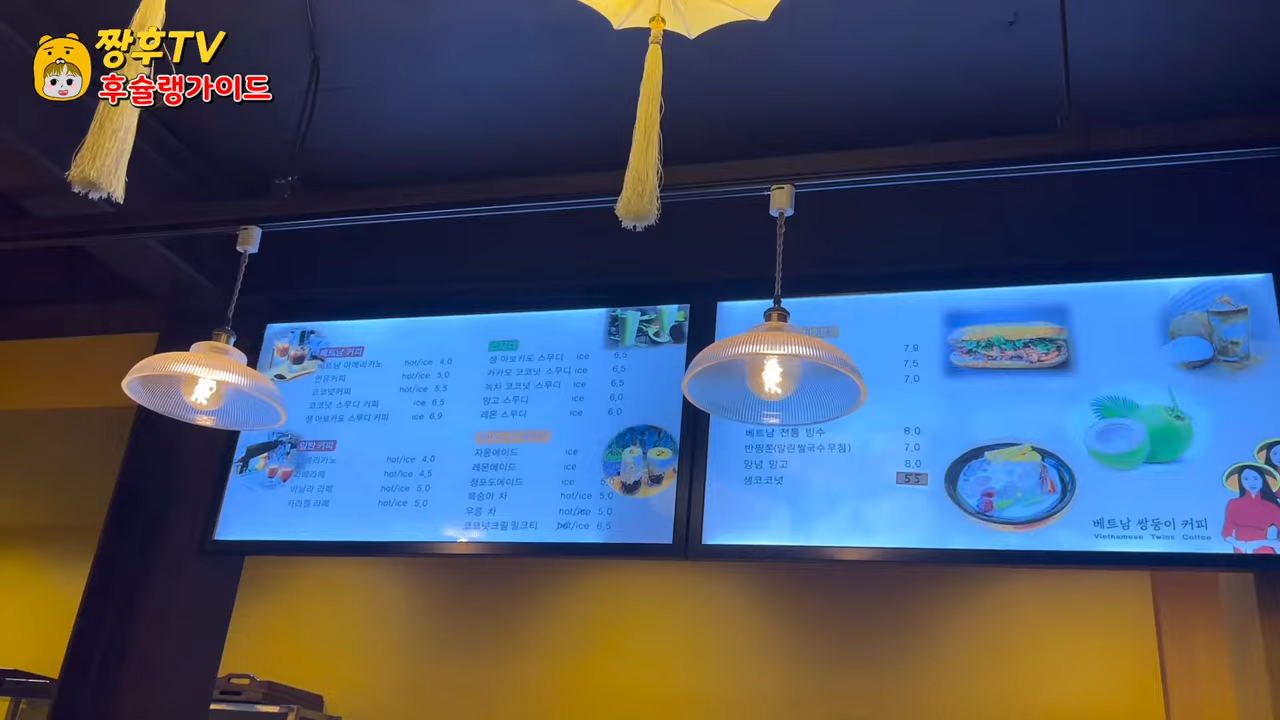 짱후TV
후슐랭가이드
베트남 커피
베트남 아메리카노 hot/ice 4,0
연유커피 hot/ice 5,0
코코넛커피 hot/ice 5,5
코코넛 스무디 커피 ice 6,5
생 아보카도 스무디 커피 ice 6,9
일반 커피
hot/ice 4,0
hot/ice 4,5
바닐라 라떼 hot/ice 5,0
카라멜 라떼 hot/ice 5,0
생 아보카도 스무디 ice 6,5
카카오 코코넛 스무디 ice 6,5
녹차 코코넛 스무디 ice 6,5
망고 스무디 ice 6,0
레몬 스무디 ice 6,0
자몽에이드 ice
레몬에이드 ice
청포도에이드 ice 5,0
복숭아 차 hot/ice 5,0
우롱 차 hot/ice 5,0
코코넛크림 밀크티 hot/ice 6,5
7,9
7,5
7,0
베트남 전통 빙수 8,0
반짱쫀(말린쌀국수무침) 7,0
양념 망고 8,0
생코코넛 5,5
베트남 쌍둥이 커피
Vietnamese Twins Coffee